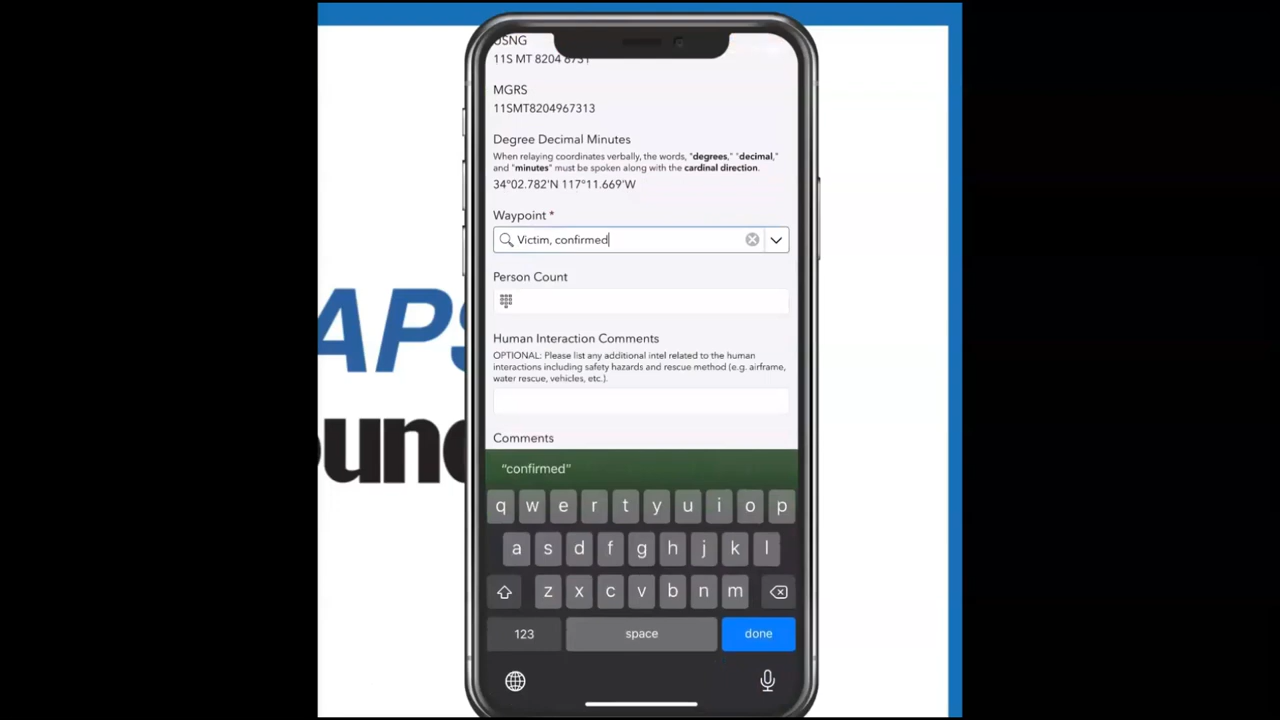 USNG
11S MT 8204 6731
MGRS
11SMT8204967313
Degree Decimal Minutes
When relaying coordinates verbally, the words, "degrees," "decimal,"
and "minutes" must be spoken along with the cardinal direction.
34°02.782'N 117°11.669'W
Waypoint *
Victim, confirmed
Person Count
Human Interaction Comments
OPTIONAL: Please list any additional intel related to the human
interactions including safety hazards and rescue method (e.g. airframe,
water rescue, vehicles, etc.).
Comments
"confirmed"
q w e r t y u i o p
a s d f g h j k l
z x c v b n m
123 space done
APS
oun